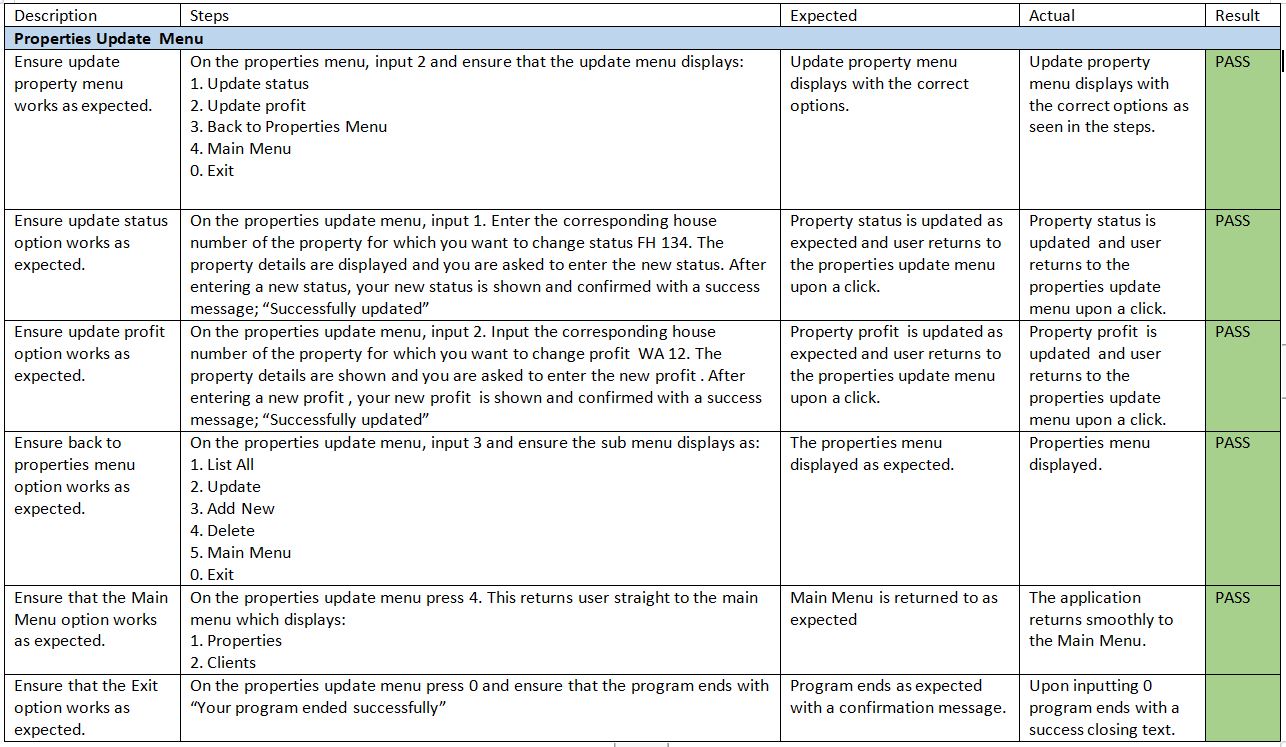 Description Steps Expected Actual Result
Properties Update Menu
Ensure update
property menu
works as expected.
On the properties menu, input 2 and ensure that the update menu displays:
1. Update status
2. Update profit
3. Back to Properties Menu
4. Main Menu
0. Exit
Update property menu
displays with the correct
options.
Update property
menu displays with
the correct options as
seen in the steps.
PASS
Ensure update status
option works as
expected.
On the properties update menu, input 1. Enter the corresponding house
number of the property for which you want to change status FH 134. The
property details are displayed and you are asked to enter the new status. After
entering a new status, your new status is shown and confirmed with a success
message; “Successfully updated”
Property status is updated as
expected and user returns to
the properties update menu
upon a click.
Property status is
updated and user
returns to the
properties update
menu upon a click.
PASS
Ensure update profit
option works as
expected.
On the properties update menu, input 2. Input the corresponding house
number of the property for which you want to change profit WA 12. The
property details are shown and you are asked to enter the new profit . After
entering a new profit , your new profit is shown and confirmed with a success
message; “Successfully updated”
Property profit is updated as
expected and user returns to
the properties update menu
upon a click.
Property profit is
updated and user
returns to the
properties update
menu upon a click.
PASS
Ensure back to
properties menu
option works as
expected.
On the properties update menu, input 3 and ensure the sub menu displays as:
1. List All
2. Update
3. Add New
4. Delete
5. Main Menu
0. Exit
The properties menu
displayed as expected.
Properties menu
displayed.
PASS
Ensure that the Main
Menu option works
as expected.
On the properties update menu press 4. This returns user straight to the main
menu which displays:
1. Properties
2. Clients
Main Menu is returned to as
expected
The application
returns smoothly to
the Main Menu.
PASS
Ensure that the Exit
option works as
expected.
On the properties update menu press 0 and ensure that the program ends with
“Your program ended successfully”
Program ends as expected
with a confirmation message.
Upon inputting 0
program ends with a
success closing text.